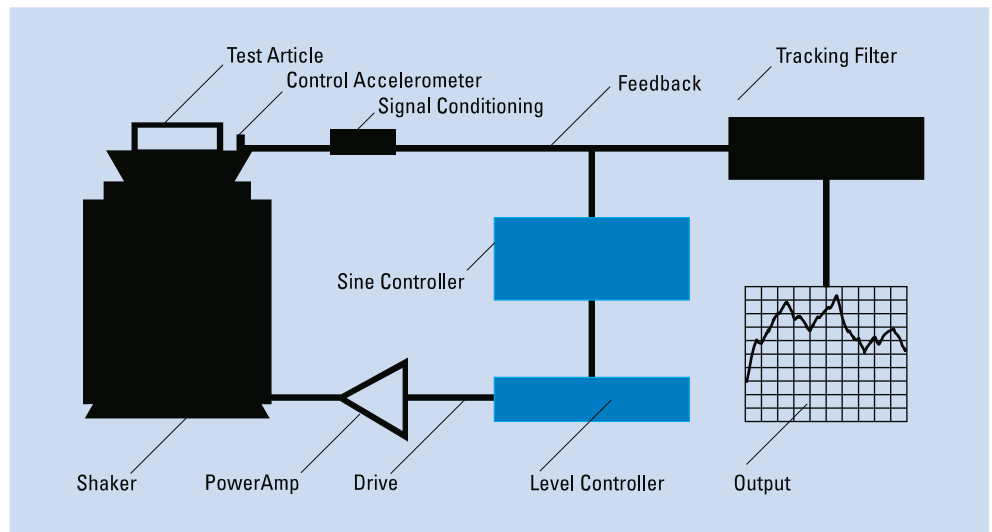 Test Article
Control Accelerometer
Signal Conditioning
Feedback
Tracking Filter
Sine Controller
Shaker
PowerAmp
Drive
Level Controller
Output